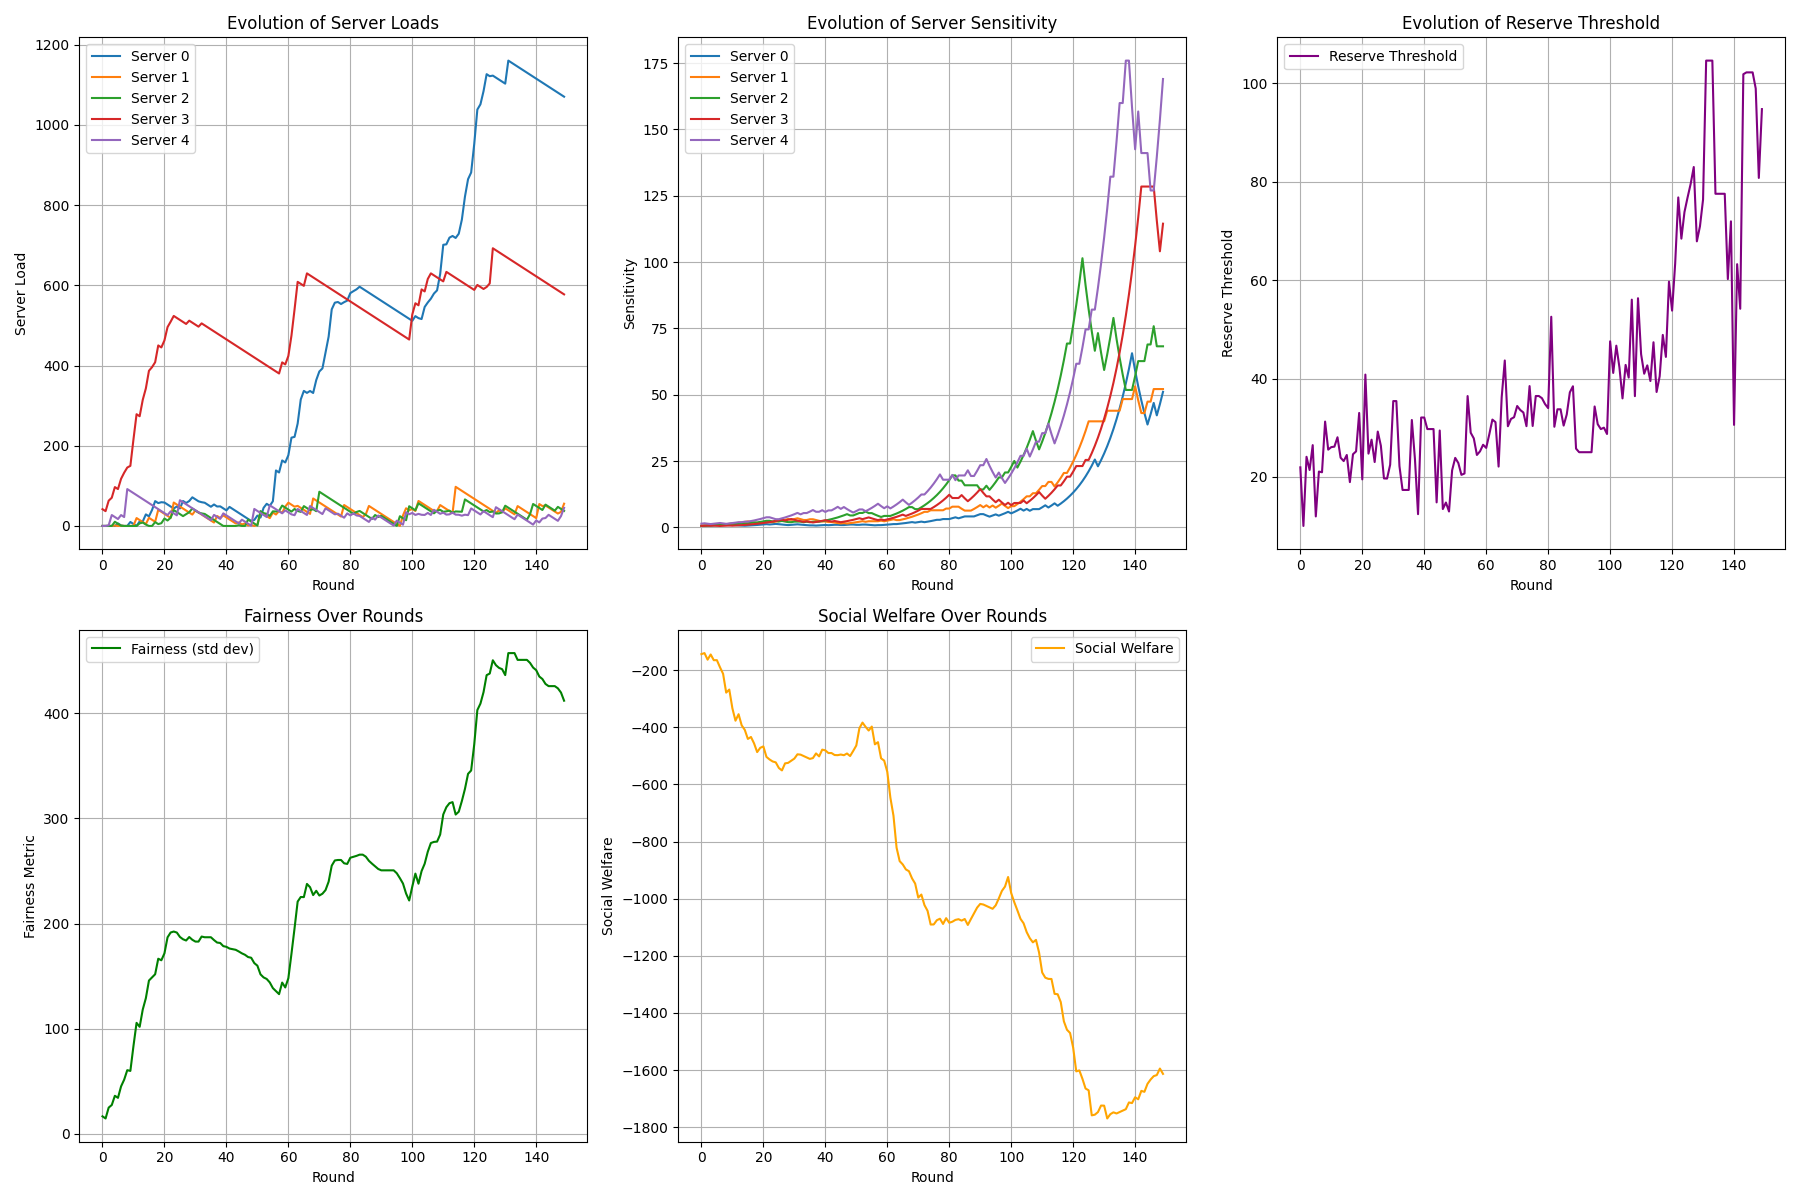 Evolution of Server Loads
Server Load
1200
1000
800
600
400
200
0
Server 0
Server 1
Server 2
Server 3
Server 4
0 20 40 60 80 100 120 140
Round
Evolution of Server Sensitivity
Sensitivity
175
150
125
100
75
50
25
0
Server 0
Server 1
Server 2
Server 3
Server 4
0 20 40 60 80 100 120 140
Round
Evolution of Reserve Threshold
Reserve Threshold
100
80
60
40
20
Reserve Threshold
0 20 40 60 80 100 120 140
Round
Fairness Over Rounds
Fairness Metric
400
300
200
100
0
Fairness (std dev)
0 20 40 60 80 100 120 140
Round
Social Welfare Over Rounds
Social Welfare
−200
−400
−600
−800
−1000
−1200
−1400
−1600
−1800
Social Welfare
0 20 40 60 80 100 120 140
Round